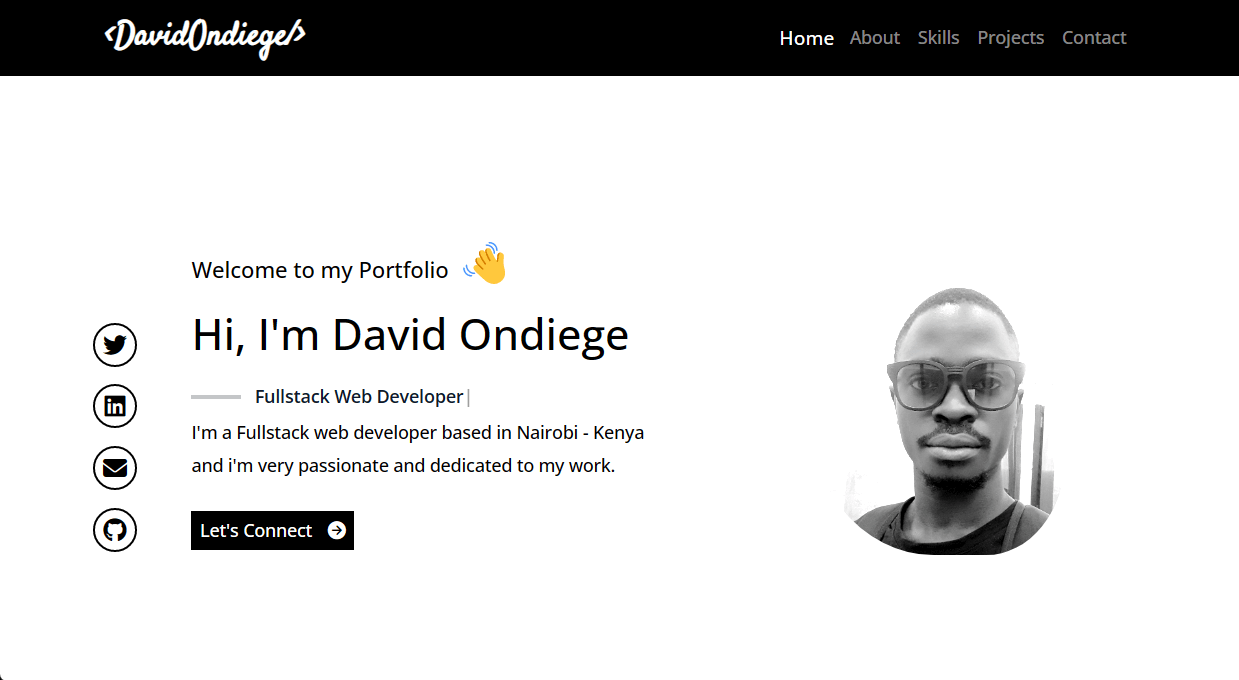 <DavidOndiege/>
Home About Skills Projects Contact
Welcome to my Portfolio
Hi, I'm David Ondiege
Fullstack Web Developer|
I'm a Fullstack web developer based in Nairobi - Kenya
and i'm very passionate and dedicated to my work.
Let's Connect